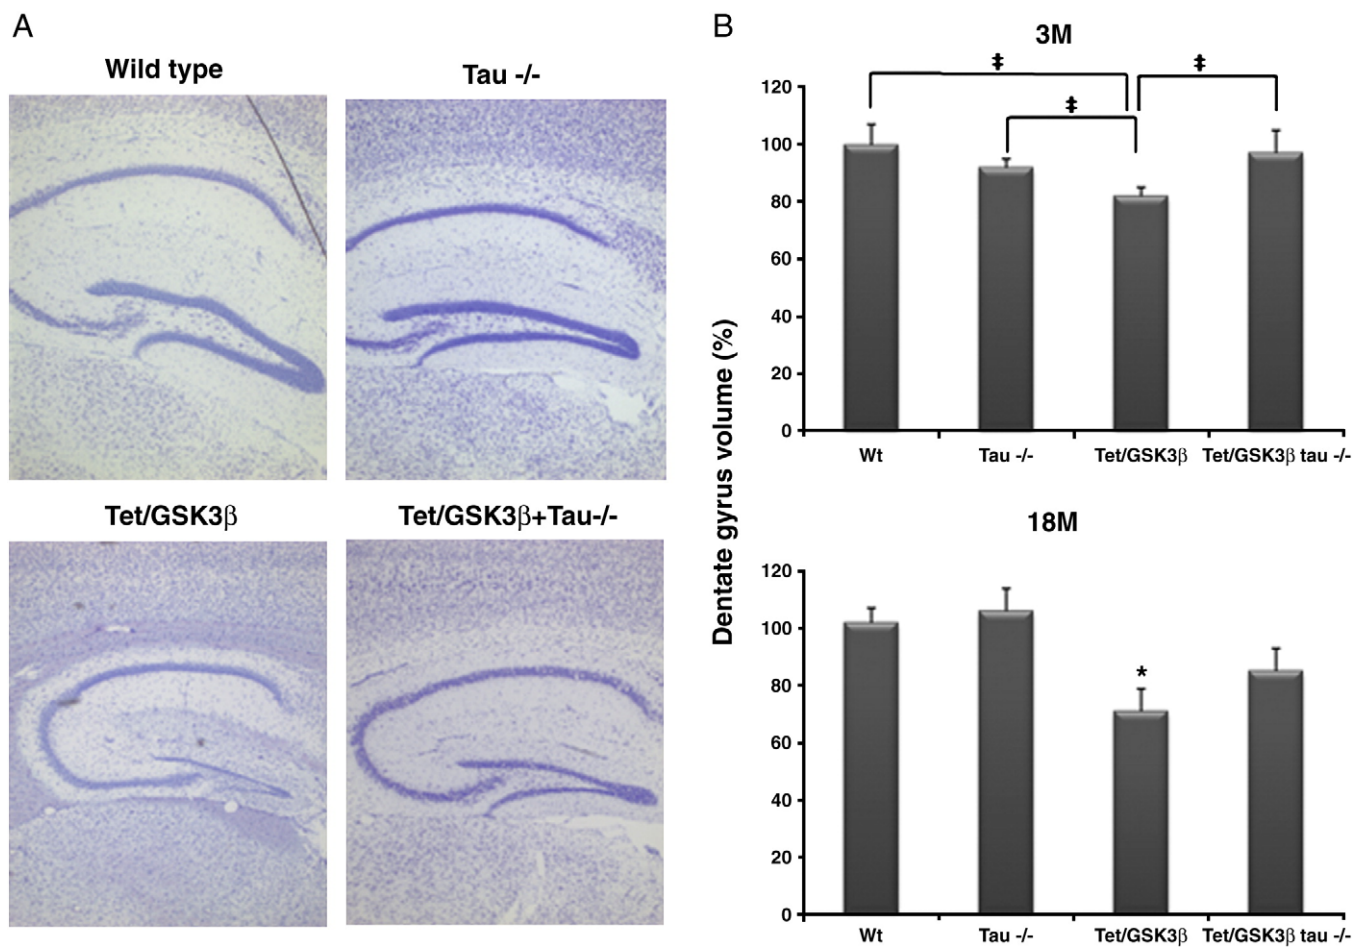 A
Wild type
Tau -/-
Tet/GSK3β
Tet/GSK3β+Tau-/-
B
Dentate gyrus volume (%)
3M
‡
‡
‡
120
100
80
60
40
20
0
Wt
Tau -/-
Tet/GSK3β
Tet/GSK3β tau -/-
18M
120
100
80
60
40
20
0
*
Wt
Tau -/-
Tet/GSK3β
Tet/GSK3β tau -/-